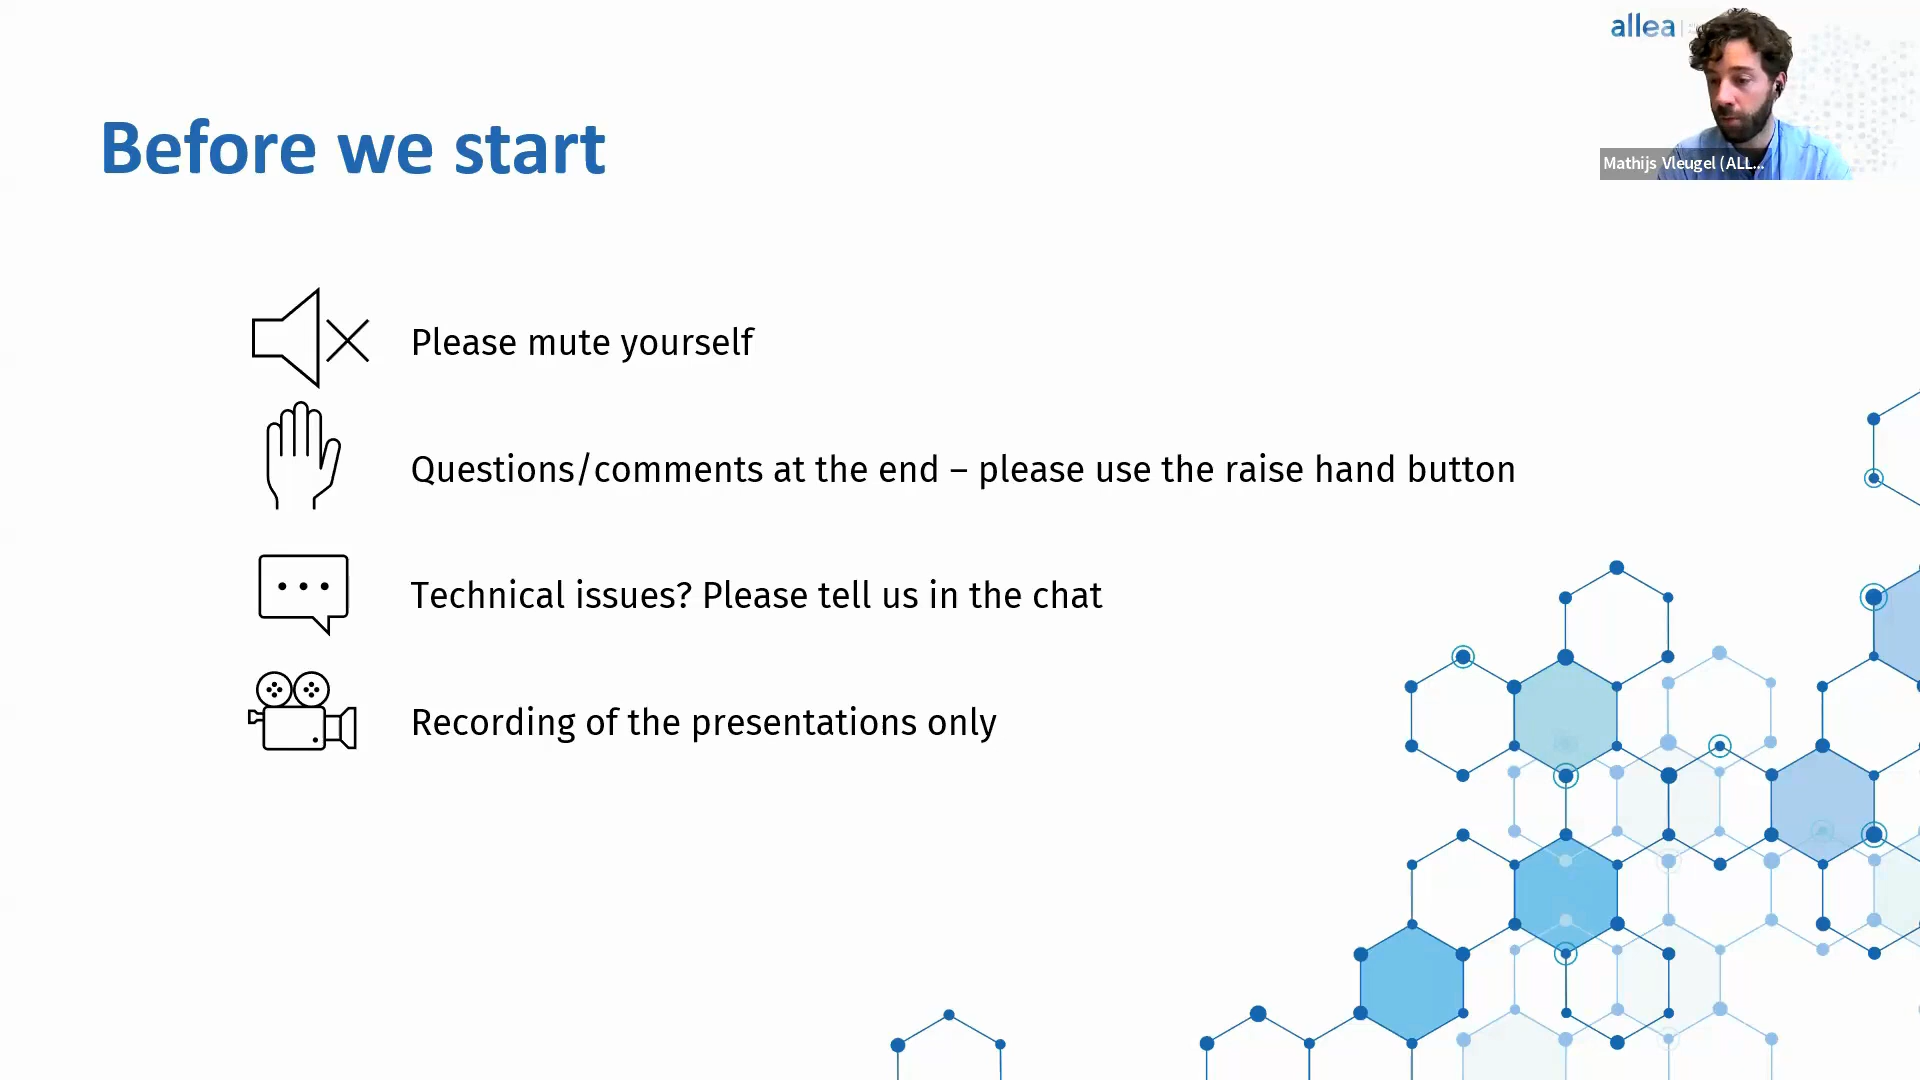 allea
Mathijs Vleugel (ALL...
Before we start
Please mute yourself
Questions/comments at the end – please use the raise hand button
Technical issues? Please tell us in the chat
Recording of the presentations only